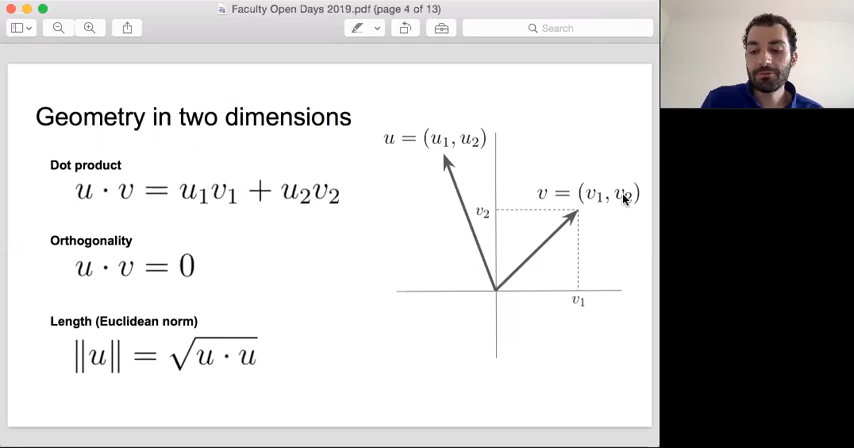 Faculty Open Days 2019.pdf (page 4 of 13)
Search
Geometry in two dimensions
Dot product
u · v = u₁v₁ + u₂v₂
Orthogonality
u · v = 0
Length (Euclidean norm)
‖u‖ = √u · u
u = (u₁, u₂)
v = (v₁, v₂)
v₂
v₁